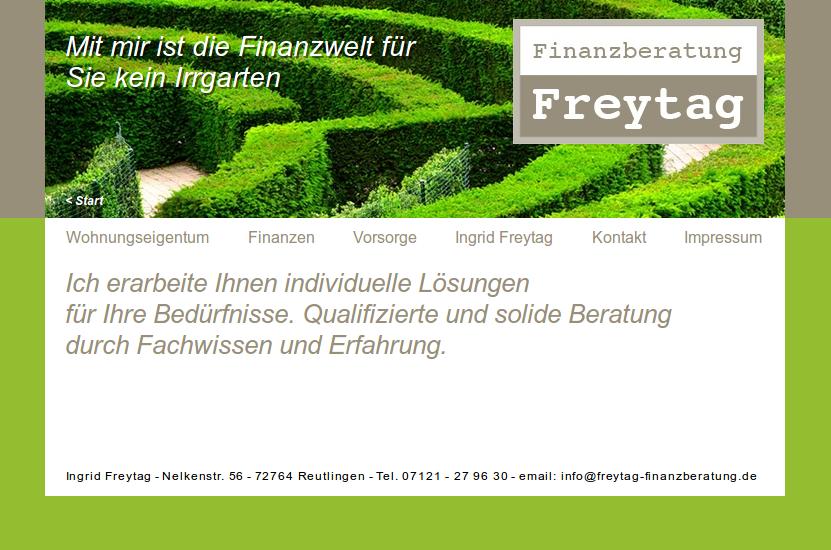 Mit mir ist die Finanzwelt für
Sie kein Irrgarten
Finanzberatung
Freytag
< Start
Wohnungseigentum Finanzen Vorsorge Ingrid Freytag Kontakt Impressum
Ich erarbeite Ihnen individuelle Lösungen
für Ihre Bedürfnisse. Qualifizierte und solide Beratung
durch Fachwissen und Erfahrung.
Ingrid Freytag - Nelkenstr. 56 - 72764 Reutlingen - Tel. 07121 - 27 96 30 - email: info@freytag-finanzberatung.de